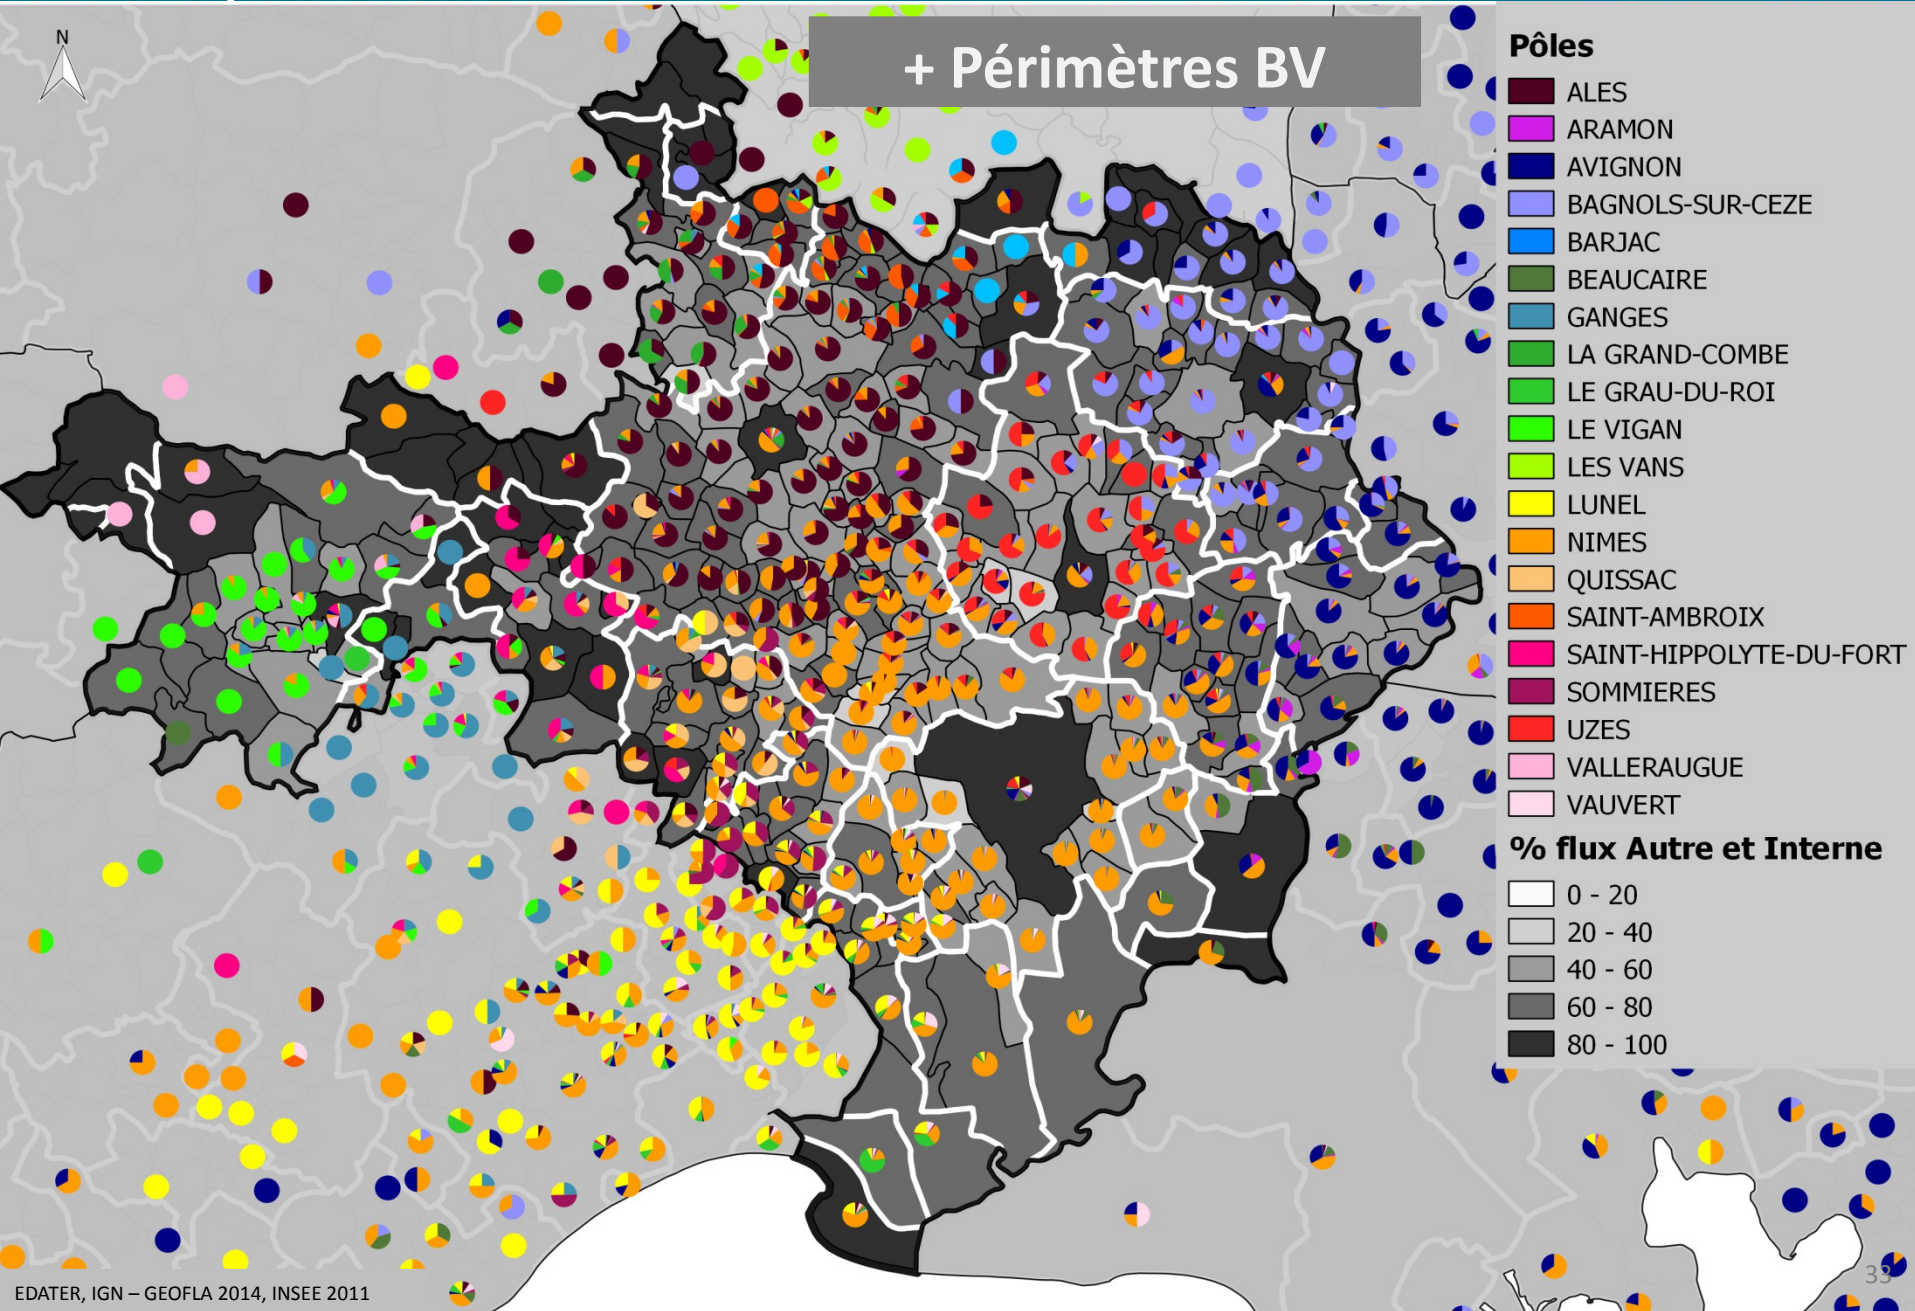 N
+ Périmètres BV
Pôles
ALES
ARAMON
AVIGNON
BAGNOLS-SUR-CEZE
BARJAC
BEAUCAIRE
GANGES
LA GRAND-COMBE
LE GRAU-DU-ROI
LE VIGAN
LES VANS
LUNEL
NIMES
QUISSAC
SAINT-AMBROIX
SAINT-HIPPOLYTE-DU-FORT
SOMMIERES
UZES
VALLERAUGUE
VAUVERT
% flux Autre et Interne
0 - 20
20 - 40
40 - 60
60 - 80
80 - 100
33
EDATER, IGN – GEOFLA 2014, INSEE 2011